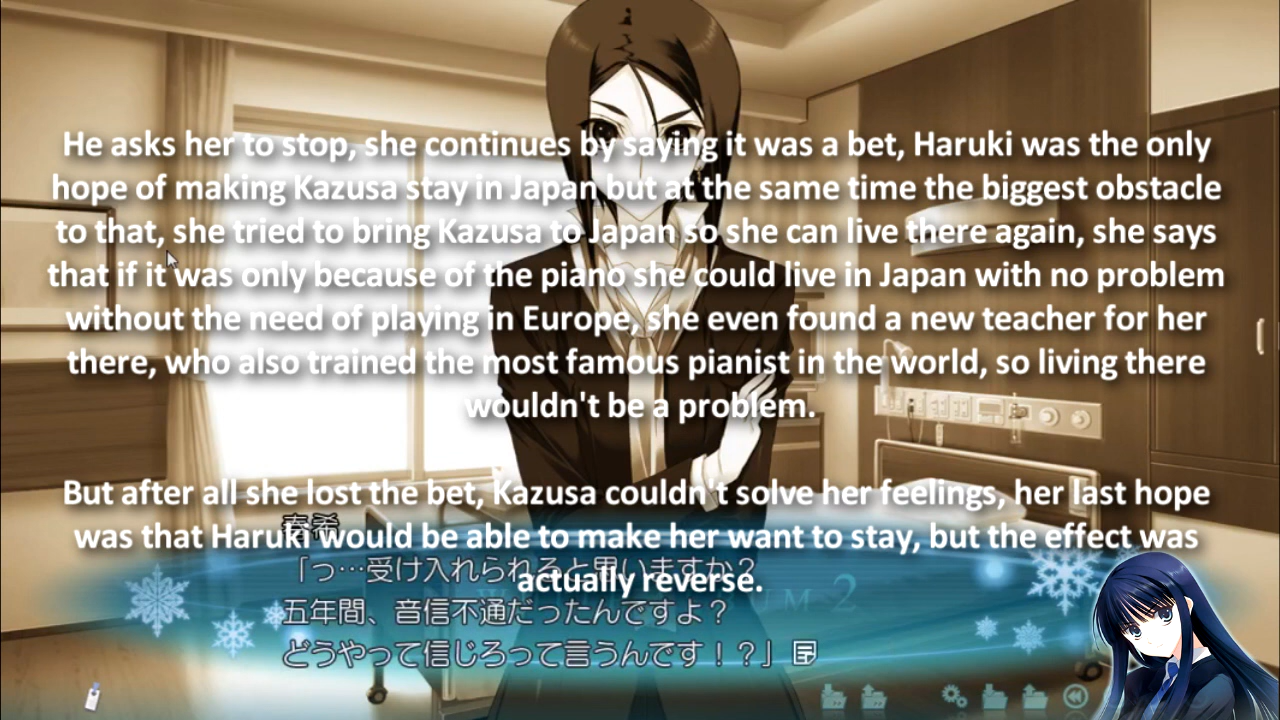 He asks her to stop, she continues by saying it was a bet, Haruki was the only
hope of making Kazusa stay in Japan but at the same time the biggest obstacle
to that, she tried to bring Kazusa to Japan so she can live there again, she says
that if it was only because of the piano she could live in Japan with no problem
without the need of playing in Europe, she even found a new teacher for her
there, who also trained the most famous pianist in the world, so living there
wouldn't be a problem.
But after all she lost the bet, Kazusa couldn't solve her feelings, her last hope
was that Haruki would be able to make her want to stay, but the effect was
actually reverse.
春希
「っ…受け入れられると思いますか?
五年間、音信不通だったんですよ?
どうやって信じろって言うんです!?」